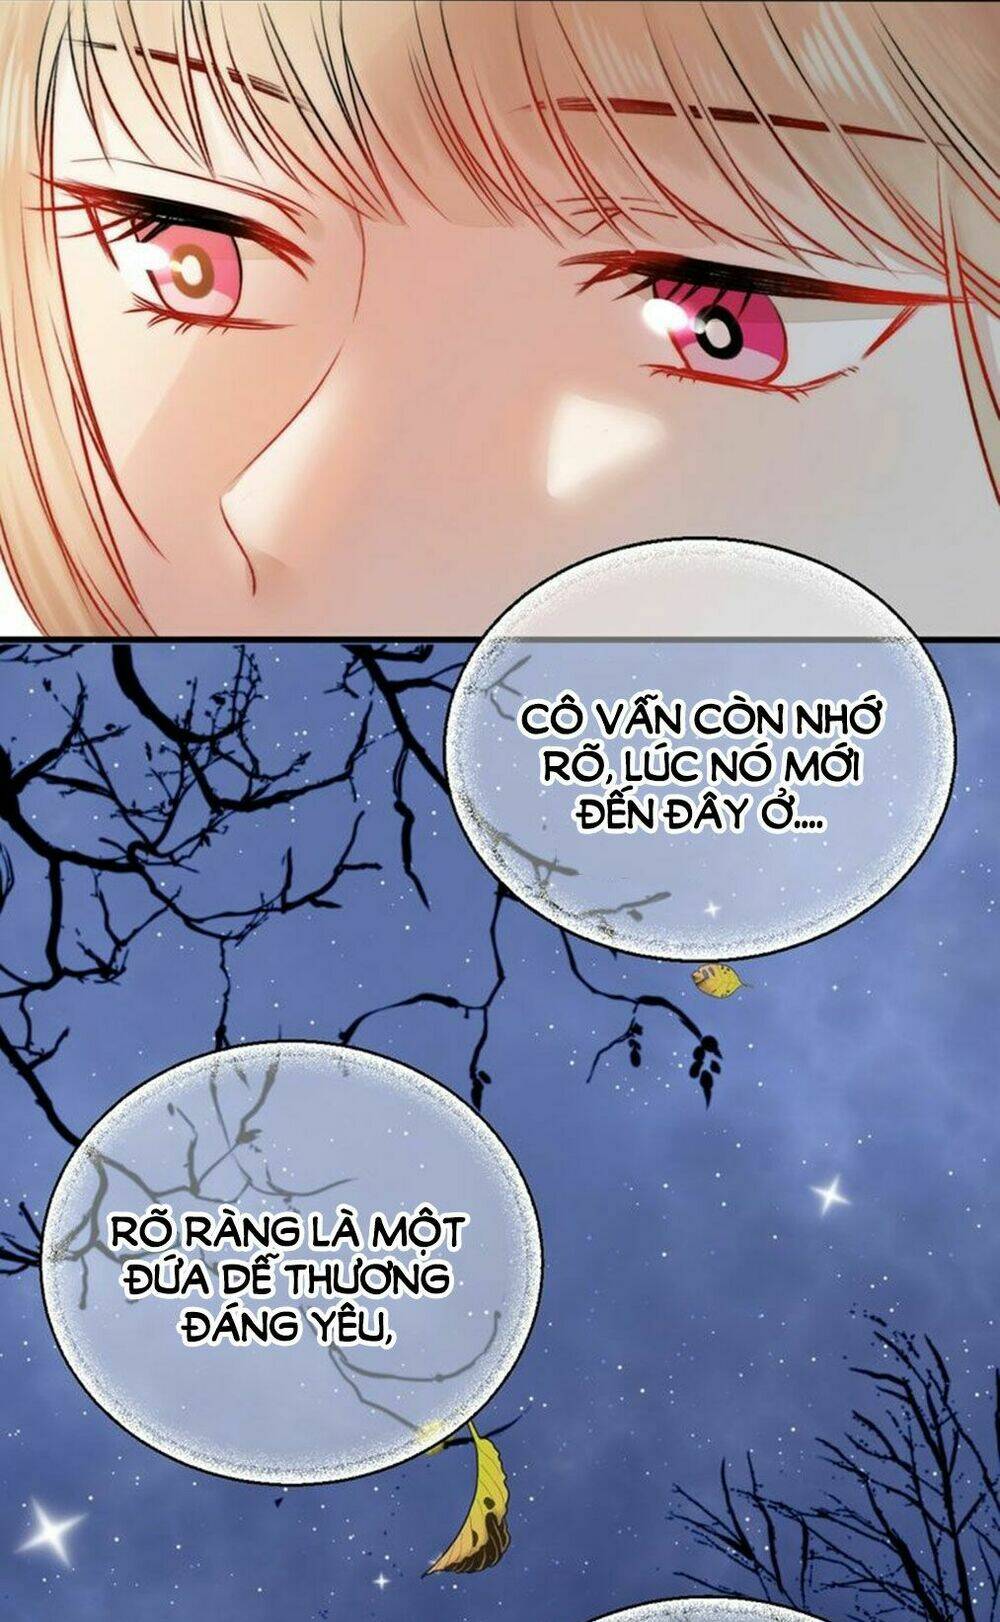 CÔ VẪN CÒN NHỚ
RÕ, LÚC NÓ MỚI
ĐẾN ĐÂY Ở....
RÕ RÀNG LÀ MỘT
ĐỨA DỄ THƯƠNG
ĐÁNG YÊU,